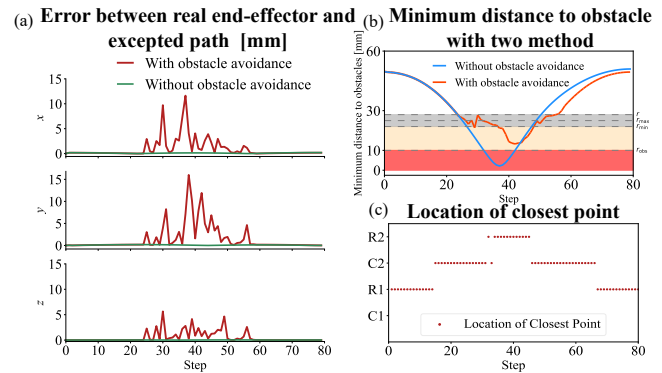 (a)
Error between real end-effector and
excepted path [mm]
With obstacle avoidance
Without obstacle avoidance
15
10
5
0
x
15
10
5
0
y
15
10
5
0
z
0 10 20 30 40 50 60 70 80
Step
(b)
Minimum distance to obstacle
with two method
Minimum distance to obstacles [mm]
60
30
10
0
Without obstacle avoidance
With obstacle avoidance
r
rmax
rmin
robs
0 20 40 60 80
Step
(c)
Location of closest point
R2
C2
R1
C1
Location of Closest Point
0 20 40 60 80
Step